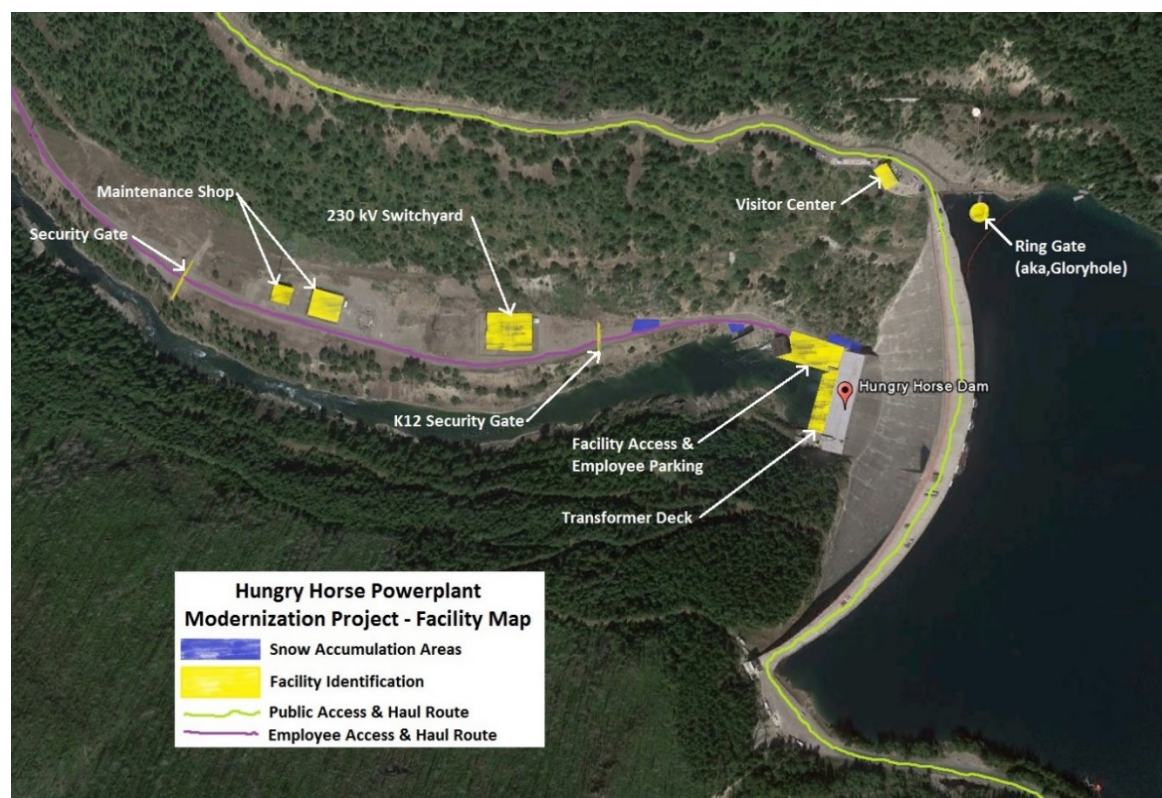 Maintenance Shop
Security Gate
230 kV Switchyard
Visitor Center
Ring Gate
(aka,Gloryhole)
Hungry Horse Dam
K12 Security Gate
Facility Access &
Employee Parking
Transformer Deck
Hungry Horse Powerplant
Modernization Project - Facility Map
Snow Accumulation Areas
Facility Identification
Public Access & Haul Route
Employee Access & Haul Route